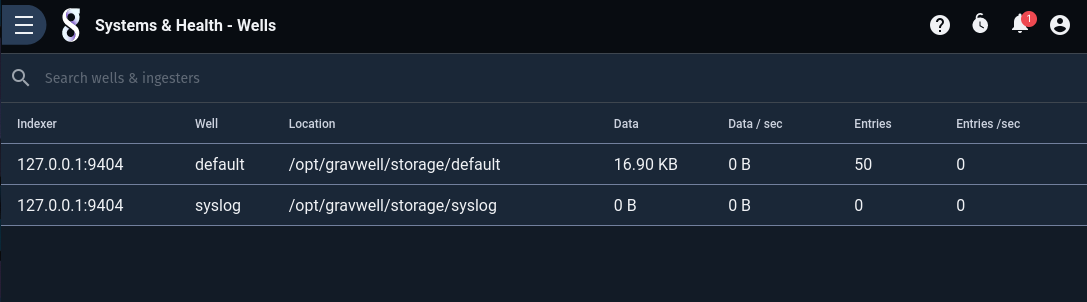 Systems & Health - Wells
1
Search wells & ingesters
Indexer Well Location Data Data / sec Entries Entries /sec
127.0.0.1:9404 default /opt/gravwell/storage/default 16.90 KB 0 B 50 0
127.0.0.1:9404 syslog /opt/gravwell/storage/syslog 0 B 0 B 0 0